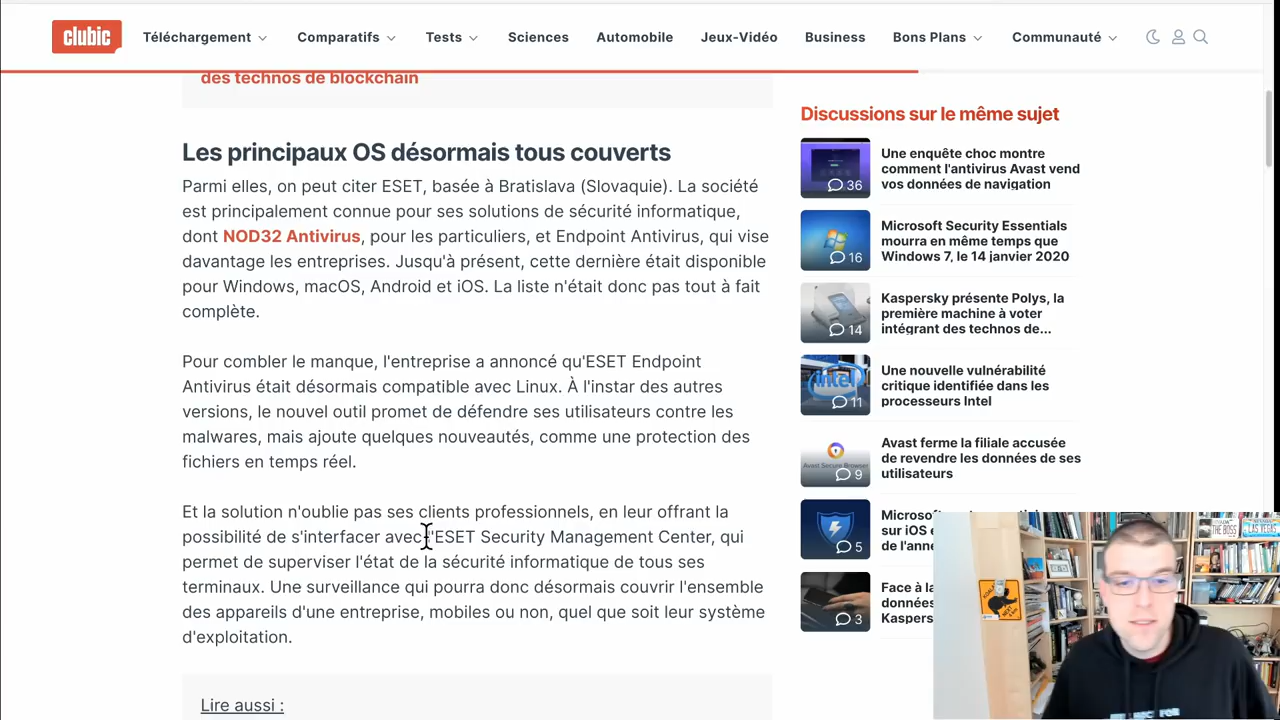 clubic
Téléchargement
Comparatifs
Tests
Sciences
Automobile
Jeux-Vidéo
Business
Bons Plans
Communauté
des technos de blockchain
Les principaux OS désormais tous couverts
Parmi elles, on peut citer ESET, basée à Bratislava (Slovaquie). La société
est principalement connue pour ses solutions de sécurité informatique,
dont NOD32 Antivirus, pour les particuliers, et Endpoint Antivirus, qui vise
davantage les entreprises. Jusqu'à présent, cette dernière était disponible
pour Windows, macOS, Android et iOS. La liste n'était donc pas tout à fait
complète.
Pour combler le manque, l'entreprise a annoncé qu'ESET Endpoint
Antivirus était désormais compatible avec Linux. À l'instar des autres
versions, le nouvel outil promet de défendre ses utilisateurs contre les
malwares, mais ajoute quelques nouveautés, comme une protection des
fichiers en temps réel.
Et la solution n'oublie pas ses clients professionnels, en leur offrant la
possibilité de s'interfacer avec l'ESET Security Management Center, qui
permet de superviser l'état de la sécurité informatique de tous ses
terminaux. Une surveillance qui pourra donc désormais couvrir l'ensemble
des appareils d'une entreprise, mobiles ou non, quel que soit leur système
d'exploitation.
Lire aussi :
Discussions sur le même sujet
36
Une enquête choc montre
comment l'antivirus Avast vend
vos données de navigation
16
Microsoft Security Essentials
mourra en même temps que
Windows 7, le 14 janvier 2020
14
Kaspersky présente Polys, la
première machine à voter
intégrant des technos de...
intel
11
Une nouvelle vulnérabilité
critique identifiée dans les
processeurs Intel
Avast Secure Browser
9
Avast ferme la filiale accusée
de revendre les données de ses
utilisateurs
5
sur iOS
de l'ann
3
Face à la
données
THE BOSS
LAS VEGAS